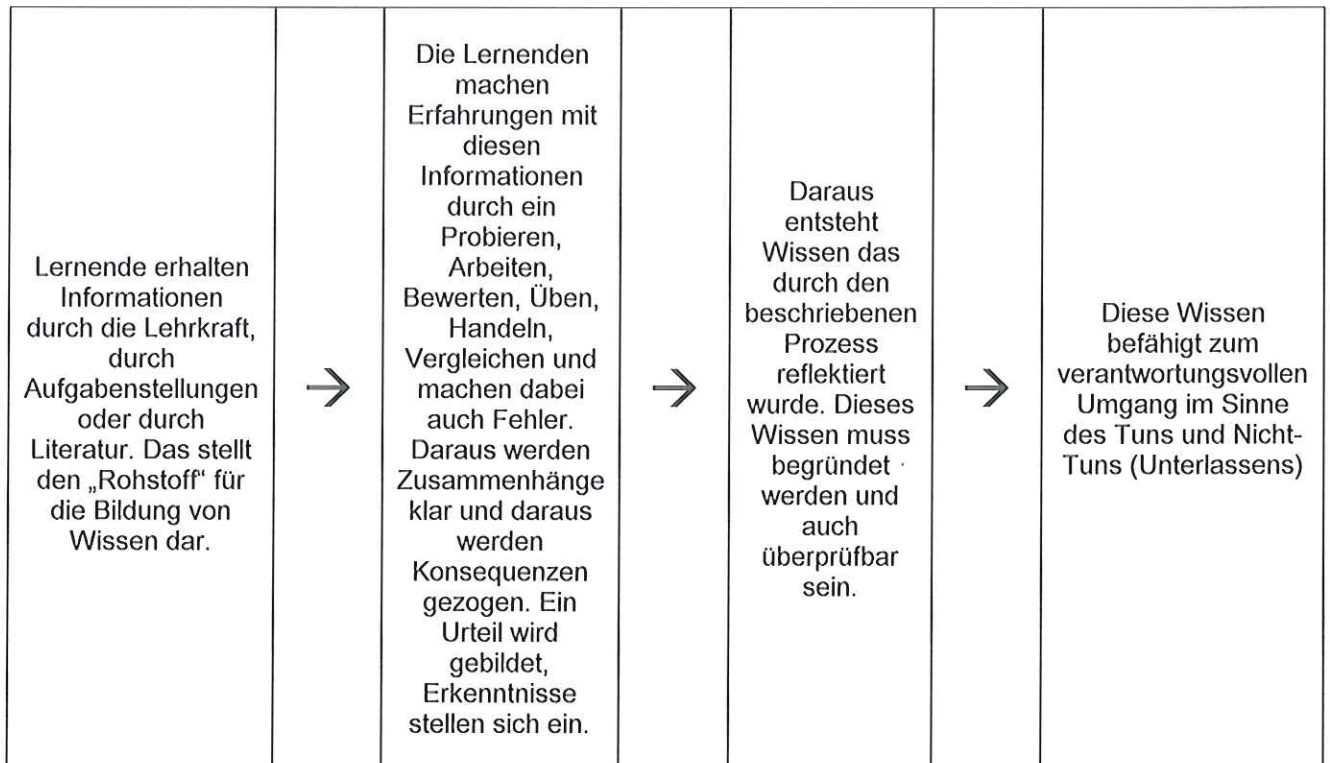 Lernende erhalten
Informationen
durch die Lehrkraft,
durch
Aufgabenstellungen
oder durch
Literatur. Das stellt
den „Rohstoff“ für
die Bildung von
Wissen dar.
→
Die Lernenden
machen
Erfahrungen mit
diesen
Informationen
durch ein
Probieren,
Arbeiten,
Bewerten, Üben,
Handeln,
Vergleichen und
machen dabei
auch Fehler.
Daraus werden
Zusammenhänge
klar und daraus
werden
Konsequenzen
gezogen. Ein
Urteil wird
gebildet,
Erkenntnisse
stellen sich ein.
→
Daraus
entsteht
Wissen das
durch den
beschriebenen
Prozess
reflektiert
wurde. Dieses
Wissen muss
begründet
werden und
auch
überprüfbar
sein.
→
Diese Wissen
befähigt zum
verantwortungsvollen
Umgang im Sinne
des Tuns und Nicht-
Tuns (Unterlassens)